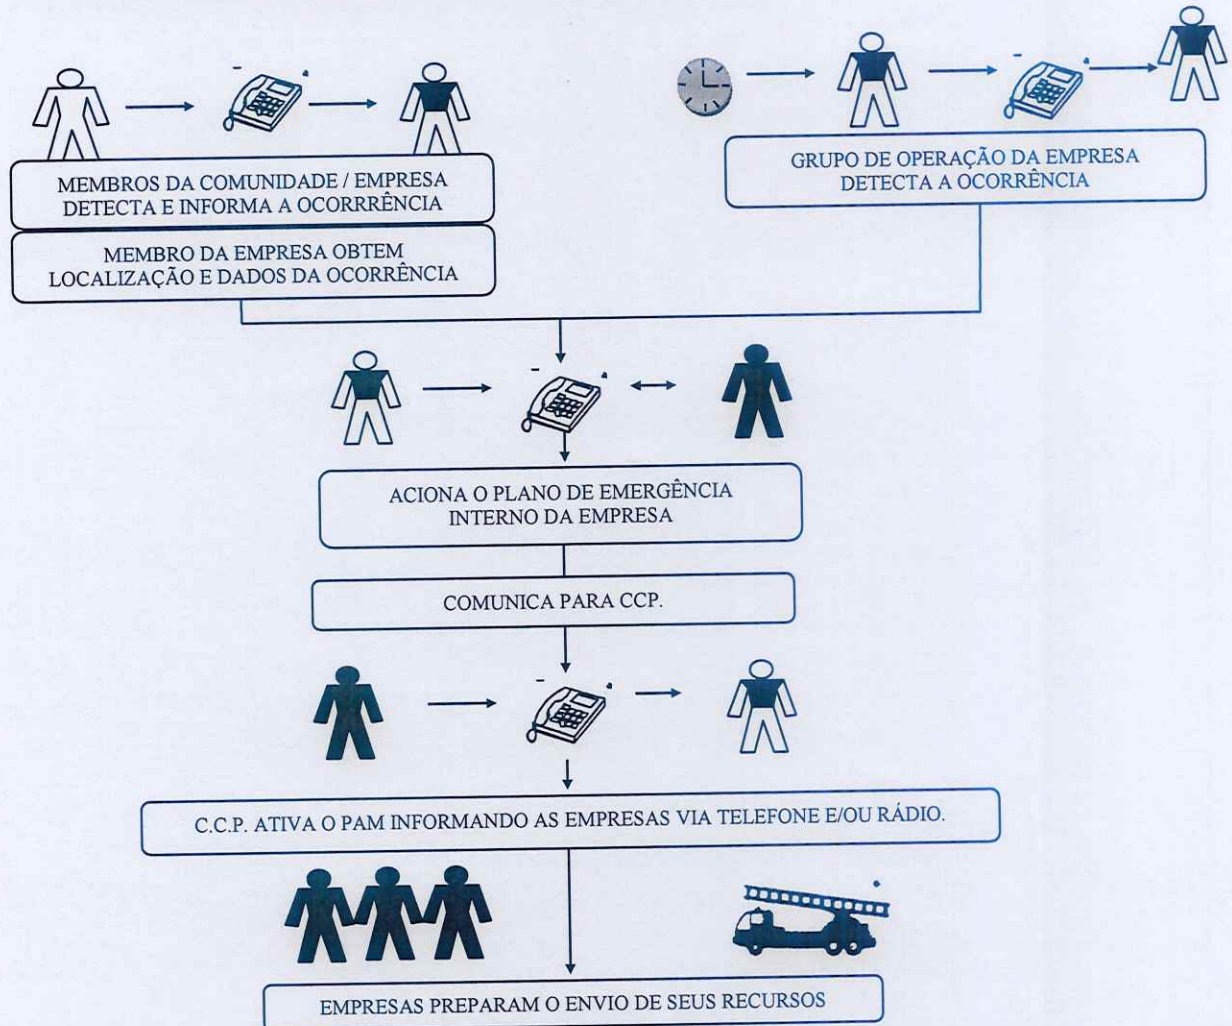 MEMBROS DA COMUNIDADE / EMPRESA
DETECTA E INFORMA A OCORRRÊNCIA
MEMBRO DA EMPRESA OBTEM
LOCALIZAÇÃO E DADOS DA OCORRÊNCIA
GRUPO DE OPERAÇÃO DA EMPRESA
DETECTA A OCORRÊNCIA
ACIONA O PLANO DE EMERGÊNCIA
INTERNO DA EMPRESA
COMUNICA PARA CCP.
C.C.P. ATIVA O PAM INFORMANDO AS EMPRESAS VIA TELEFONE E/OU RÁDIO.
EMPRESAS PREPARAM O ENVIO DE SEUS RECURSOS